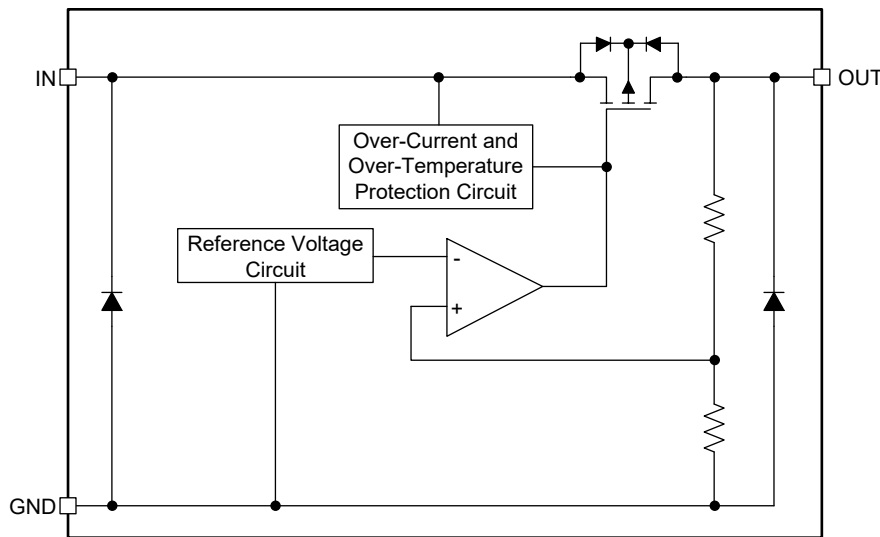 IN
OUT
Over-Current and
Over-Temperature
Protection Circuit
Reference Voltage
Circuit
-
+
GND